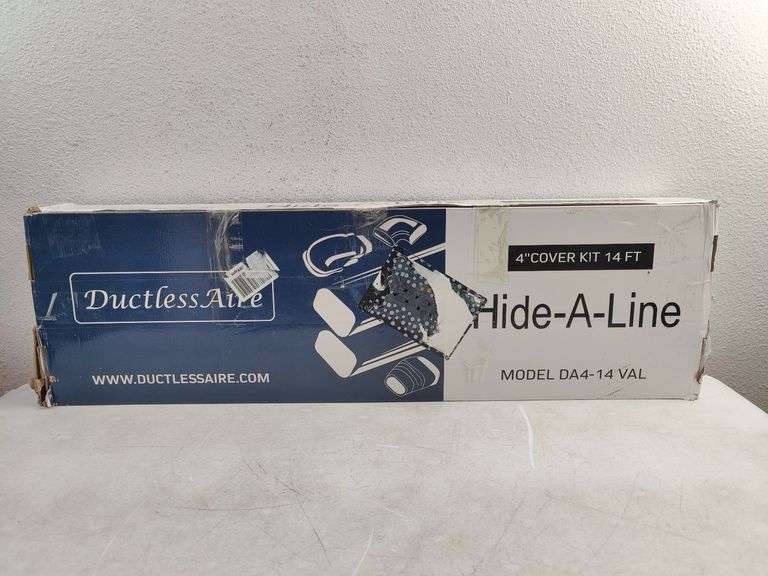 DuctlessAire
WWW.DUCTLESSAIRE.COM
4"COVER KIT 14 FT
Hide-A-Line
MODEL DA4-14 VAL